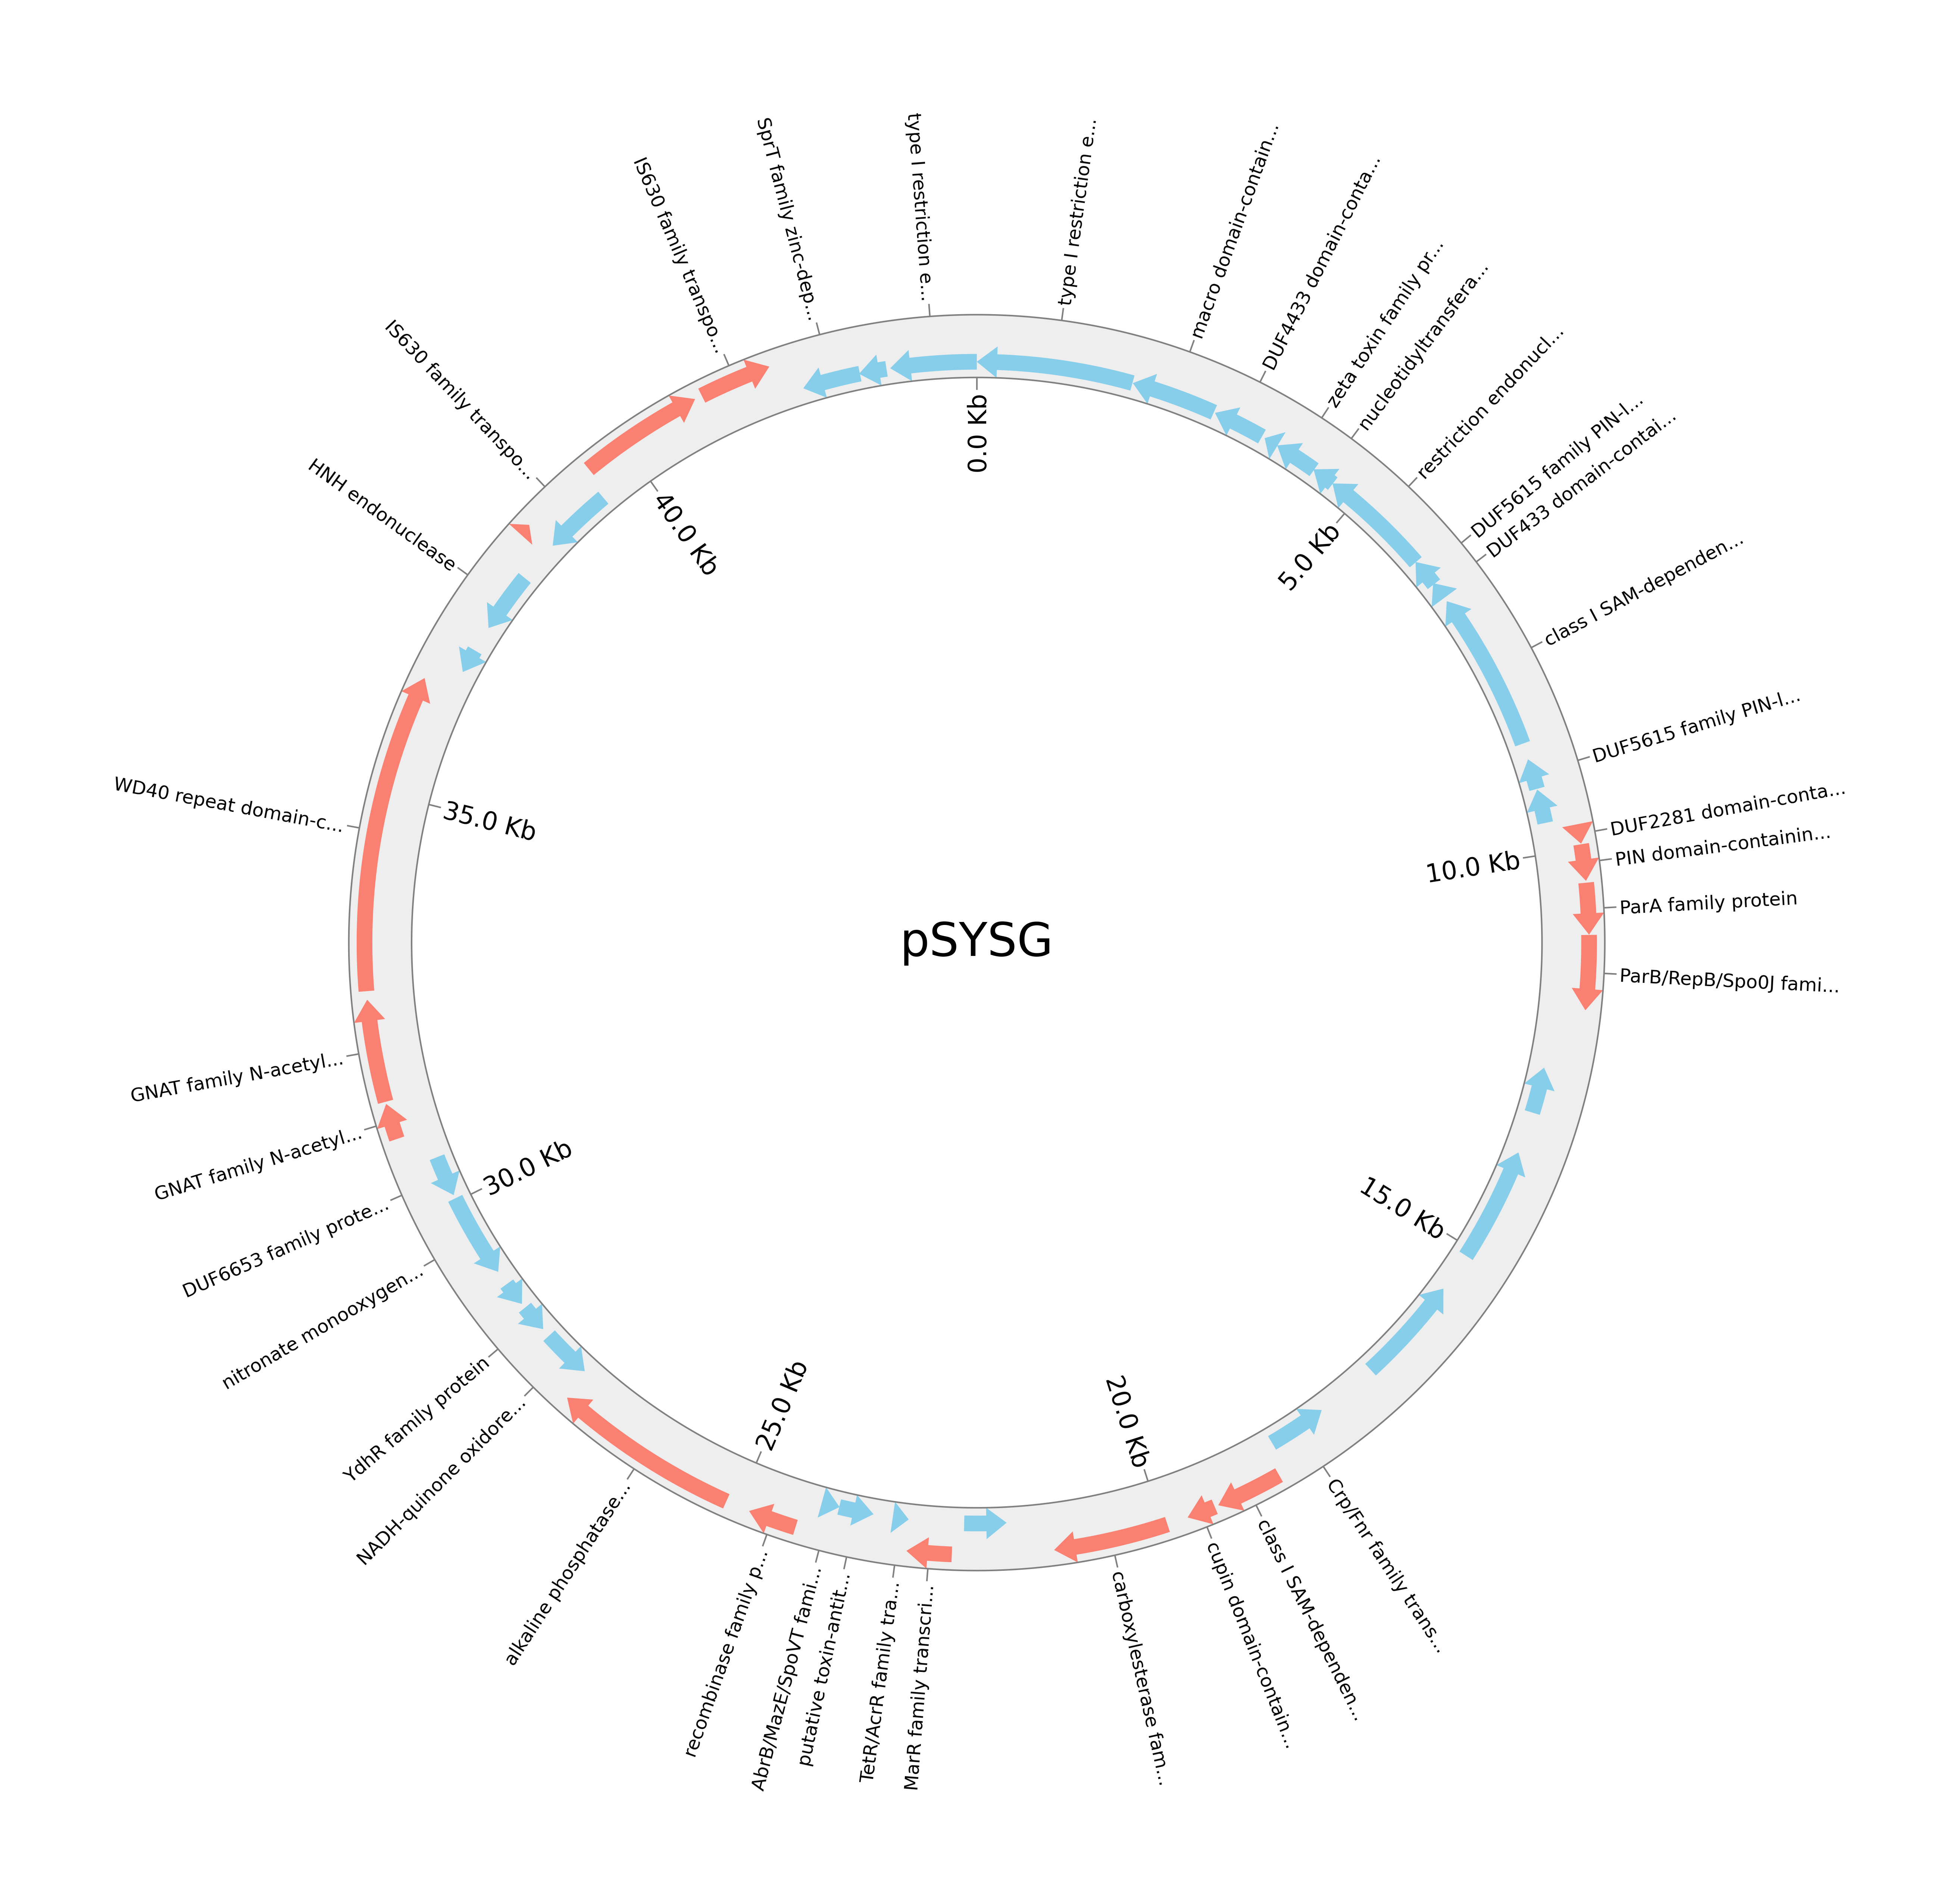 type I restriction e...
macro domain-contain...
DUF4433 domain-conta...
zeta toxin family pr...
nucleotidyltransfera...
restriction endonucl...
DUF5615 family PIN-l...
DUF433 domain-contai...
class I SAM-dependen...
DUF5615 family PIN-l...
DUF2281 domain-conta...
PIN domain-containin...
ParA family protein
ParB/RepB/Spo0J fami...
Crp/Fnr family trans...
class I SAM-dependen...
cupin domain-contain...
carboxylesterase fam...
MarR family transcri...
TetR/AcrR family tra...
putative toxin-antit...
AbrB/MazE/SpoVT fami...
recombinase family p...
alkaline phosphatase...
NADH-quinone oxidore...
YdhR family protein
nitronate monooxygen...
DUF6653 family prote...
GNAT family N-acetyl...
GNAT family N-acetyl...
WD40 repeat domain-c...
HNH endonuclease
IS630 family transpo...
IS630 family transpo...
SprT family zinc-dep...
type I restriction e...
0.0 Kb
5.0 Kb
10.0 Kb
15.0 Kb
20.0 Kb
25.0 Kb
30.0 Kb
35.0 Kb
40.0 Kb
pSYSG